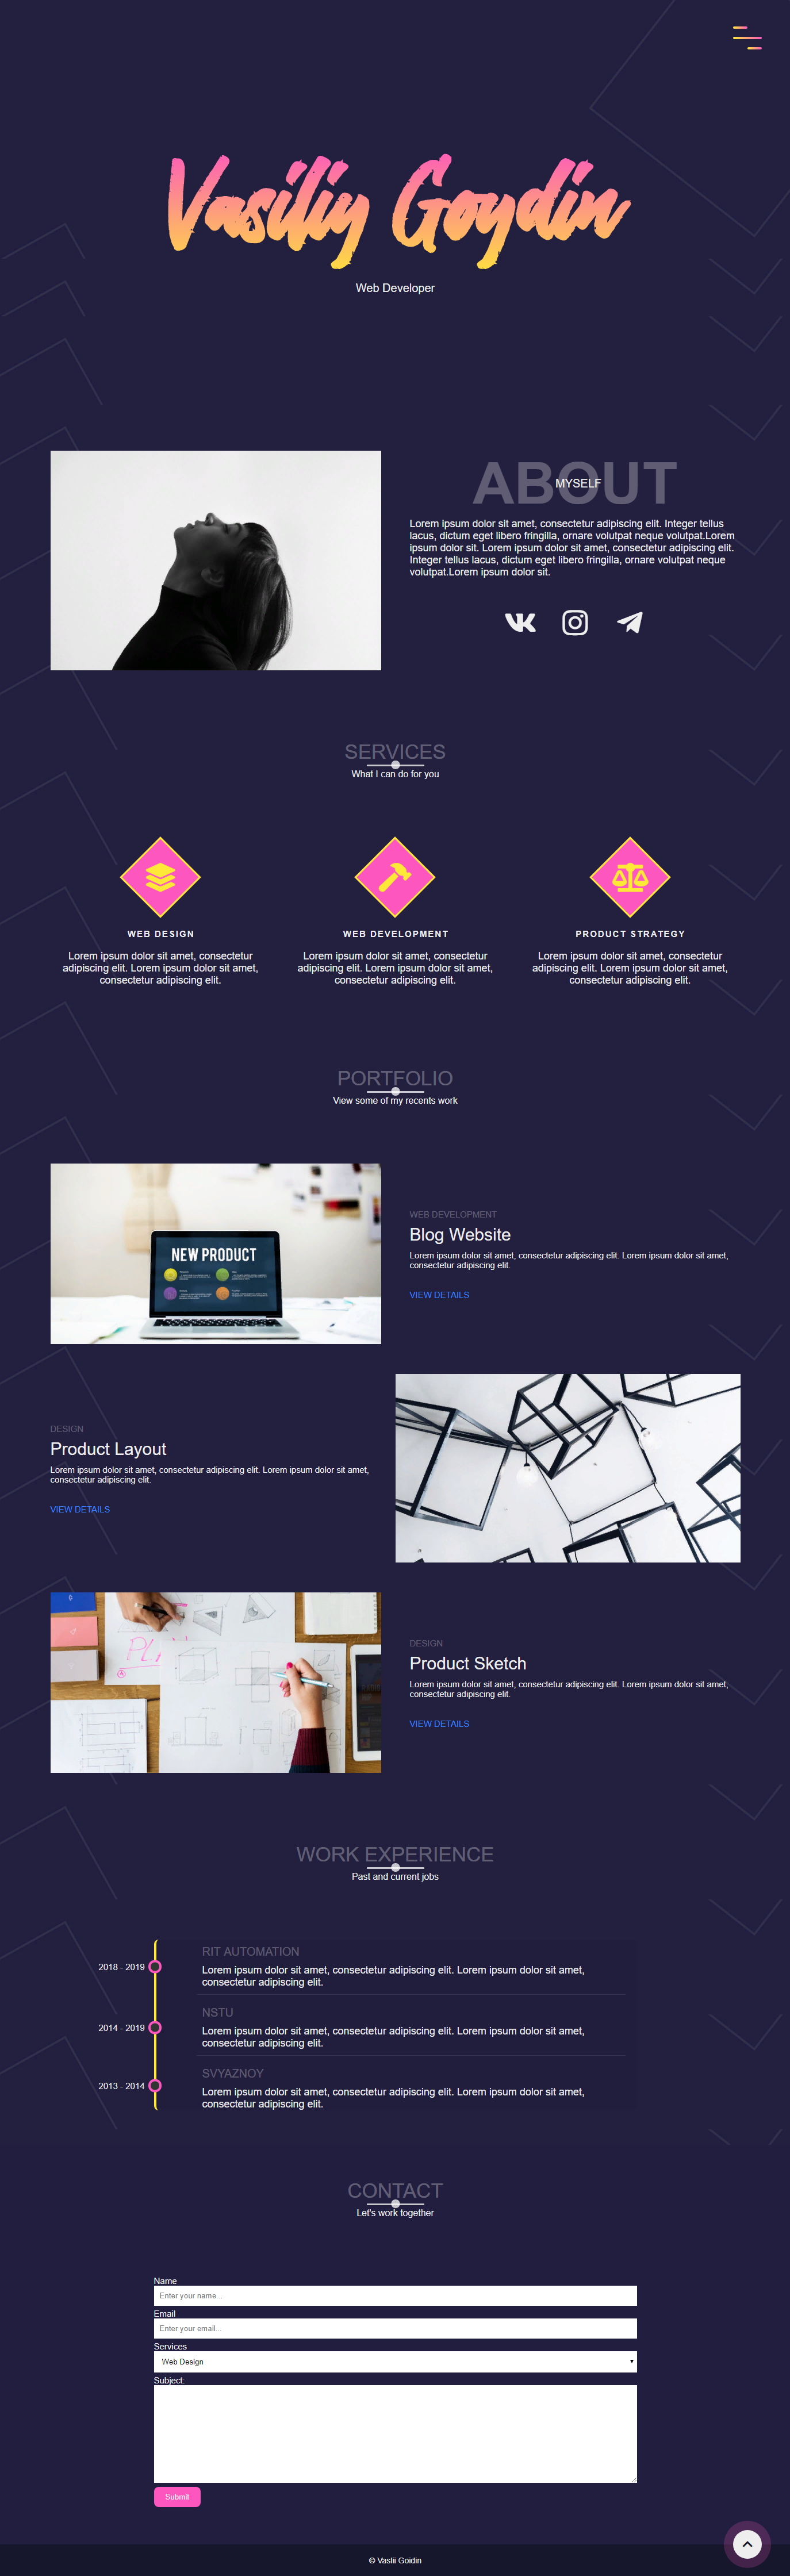 Vasiliy Goydin
Web Developer
ABOUT
MYSELF
Lorem ipsum dolor sit amet, consectetur adipiscing elit. Integer tellus
lacus, dictum eget libero fringilla, ornare volutpat neque volutpat.Lorem
ipsum dolor sit. Lorem ipsum dolor sit amet, consectetur adipiscing elit.
Integer tellus lacus, dictum eget libero fringilla, ornare volutpat neque
volutpat.Lorem ipsum dolor sit.
SERVICES
What I can do for you
WEB DESIGN
Lorem ipsum dolor sit amet, consectetur
adipiscing elit. Lorem ipsum dolor sit amet,
consectetur adipiscing elit.
WEB DEVELOPMENT
Lorem ipsum dolor sit amet, consectetur
adipiscing elit. Lorem ipsum dolor sit amet,
consectetur adipiscing elit.
PRODUCT STRATEGY
Lorem ipsum dolor sit amet, consectetur
adipiscing elit. Lorem ipsum dolor sit amet,
consectetur adipiscing elit.
PORTFOLIO
View some of my recents work
NEW PRODUCT
WEB DEVELOPMENT
Blog Website
Lorem ipsum dolor sit amet, consectetur adipiscing elit. Lorem ipsum dolor sit amet,
consectetur adipiscing elit.
VIEW DETAILS
DESIGN
Product Layout
Lorem ipsum dolor sit amet, consectetur adipiscing elit. Lorem ipsum dolor sit amet,
consectetur adipiscing elit.
VIEW DETAILS
DESIGN
Product Sketch
Lorem ipsum dolor sit amet, consectetur adipiscing elit. Lorem ipsum dolor sit amet,
consectetur adipiscing elit.
VIEW DETAILS
WORK EXPERIENCE
Past and current jobs
2018 - 2019
RIT AUTOMATION
Lorem ipsum dolor sit amet, consectetur adipiscing elit. Lorem ipsum dolor sit amet,
consectetur adipiscing elit.
2014 - 2019
NSTU
Lorem ipsum dolor sit amet, consectetur adipiscing elit. Lorem ipsum dolor sit amet,
consectetur adipiscing elit.
2013 - 2014
SVYAZNOY
Lorem ipsum dolor sit amet, consectetur adipiscing elit. Lorem ipsum dolor sit amet,
consectetur adipiscing elit.
CONTACT
Let's work together
Name
Enter your name...
Email
Enter your email...
Services
Web Design
Subject:
Submit
© Vaslii Goidin